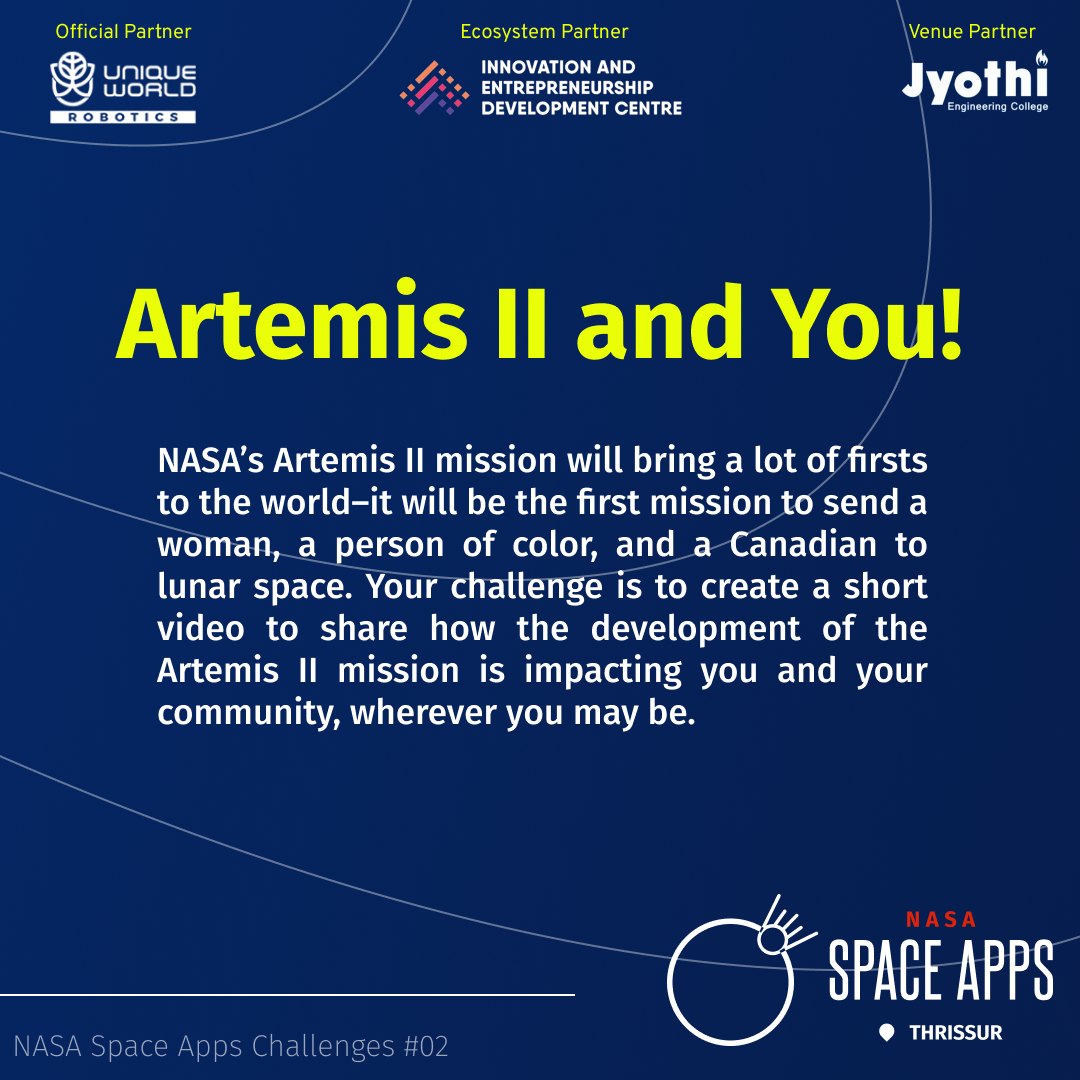 Official Partner
Ecosystem Partner
Venue Partner
UNIQUE
WORLD
ROBOTICS
INNOVATION AND
ENTREPRENEURSHIP
DEVELOPMENT CENTRE
Jyothi
Engineering College
Artemis II and You!
NASA’s Artemis II mission will bring a lot of firsts
to the world–it will be the first mission to send a
woman, a person of color, and a Canadian to
lunar space. Your challenge is to create a short
video to share how the development of the
Artemis II mission is impacting you and your
community, wherever you may be.
NASA
SPACE APPS
THRISSUR
NASA Space Apps Challenges #02